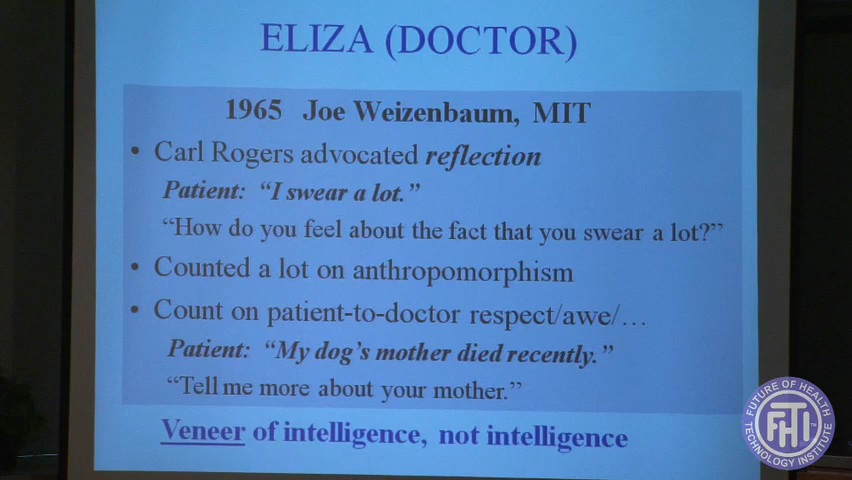 ELIZA (DOCTOR)
1965 Joe Weizenbaum, MIT
• Carl Rogers advocated reflection
Patient: “I swear a lot.”
“How do you feel about the fact that you swear a lot?”
• Counted a lot on anthropomorphism
• Count on patient-to-doctor respect/awe/…
Patient: “My dog’s mother died recently.”
“Tell me more about your mother.”
Veneer of intelligence, not intelligence
FUTURE OF HEALTH
FHTI
TM
TECHNOLOGY INSTITUTE